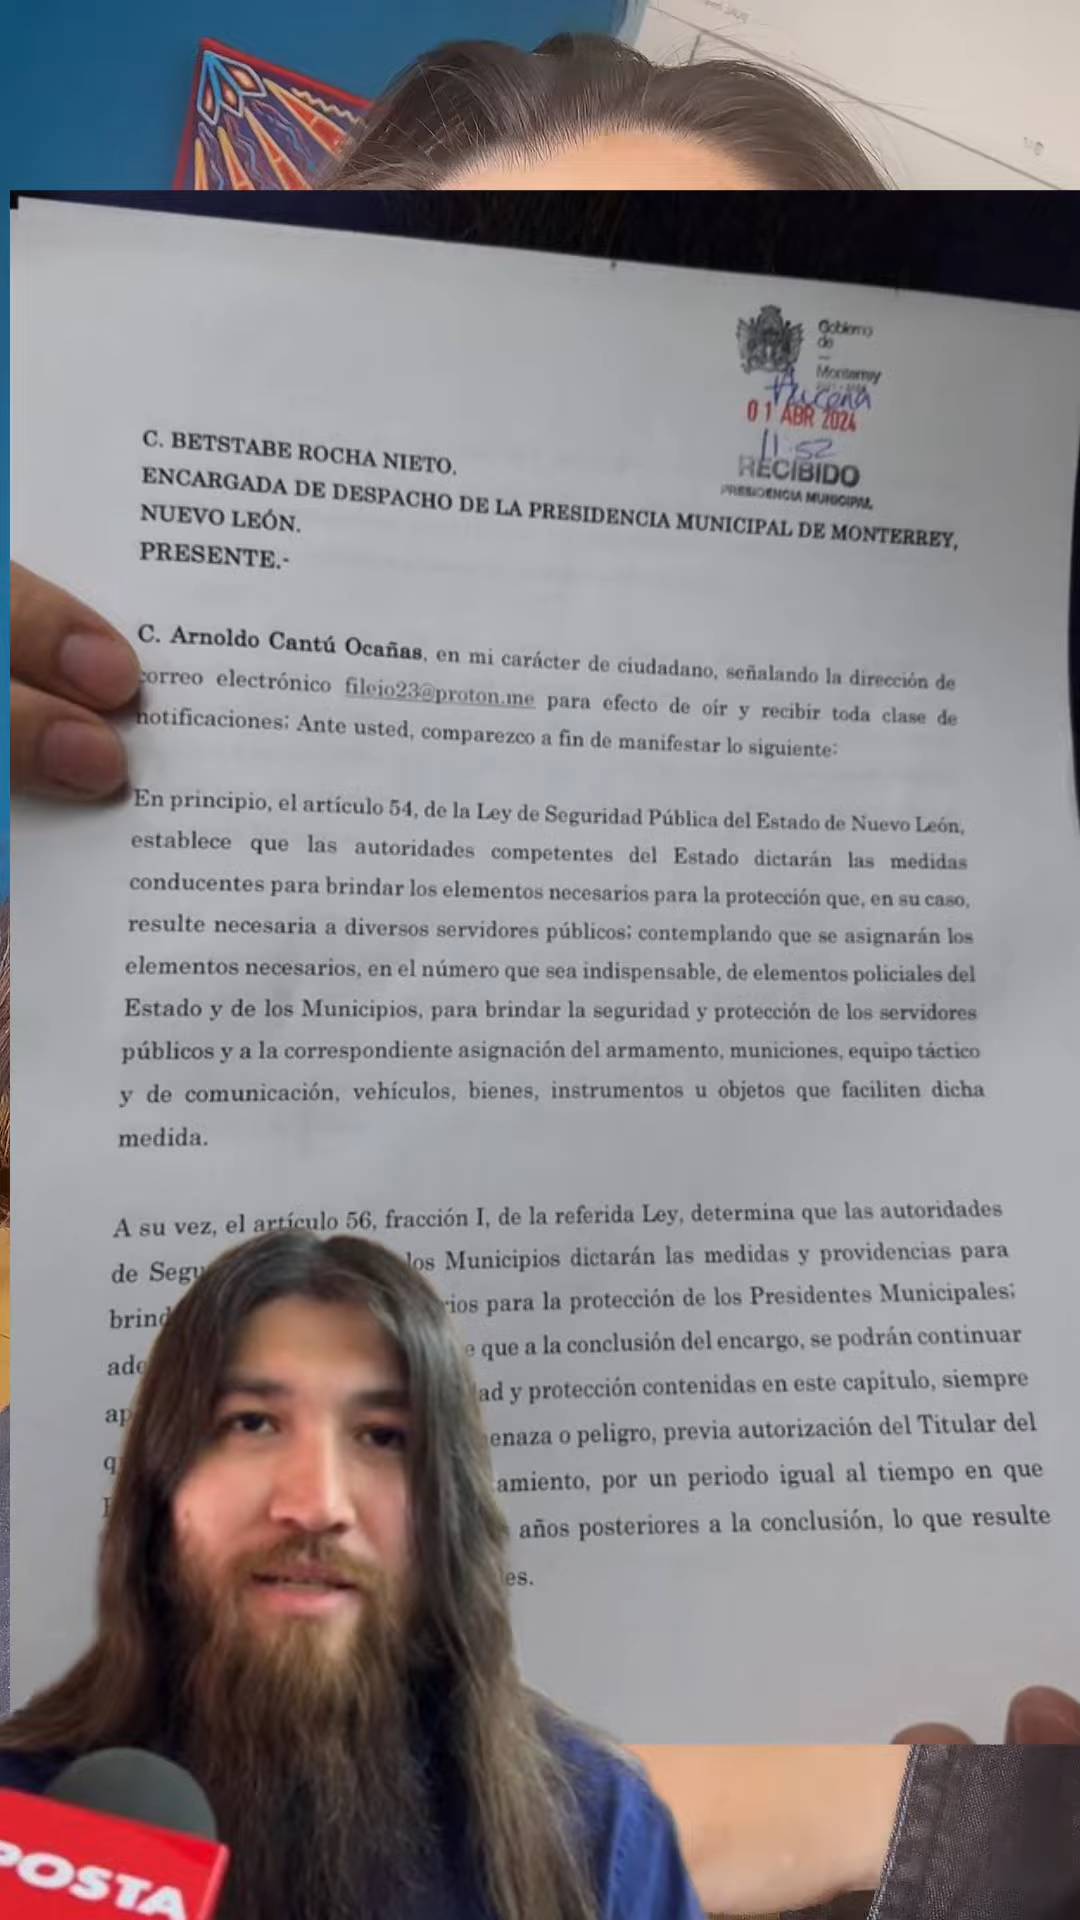 Gobierno
de
Monterrey
01 ABR 2024
11:52
RECIBIDO
PRESIDENCIA MUNICIPAL
C. BETSTABE ROCHA NIETO.
ENCARGADA DE DESPACHO DE LA PRESIDENCIA MUNICIPAL DE MONTERREY,
NUEVO LEÓN.
PRESENTE.-
C. Arnoldo Cantú Ocañas, en mi carácter de ciudadano, señalando la dirección de
correo electrónico fileio23@proton.me para efecto de oír y recibir toda clase de
notificaciones; Ante usted, comparezco a fin de manifestar lo siguiente:
En principio, el artículo 54, de la Ley de Seguridad Pública del Estado de Nuevo León,
establece que las autoridades competentes del Estado dictarán las medidas
conducentes para brindar los elementos necesarios para la protección que, en su caso,
resulte necesaria a diversos servidores públicos; contemplando que se asignarán los
elementos necesarios, en el número que sea indispensable, de elementos policiales del
Estado y de los Municipios, para brindar la seguridad y protección de los servidores
públicos y a la correspondiente asignación del armamento, municiones, equipo táctico
y de comunicación, vehículos, bienes, instrumentos u objetos que faciliten dicha
medida.
A su vez, el artículo 56, fracción I, de la referida Ley, determina que las autoridades
de Segu los Municipios dictarán las medidas y providencias para
brind rios para la protección de los Presidentes Municipales;
ade e que a la conclusión del encargo, se podrán continuar
ap ad y protección contenidas en este capítulo, siempre
q enaza o peligro, previa autorización del Titular del
amiento, por un periodo igual al tiempo en que
años posteriores a la conclusión, lo que resulte
es.
POSTA